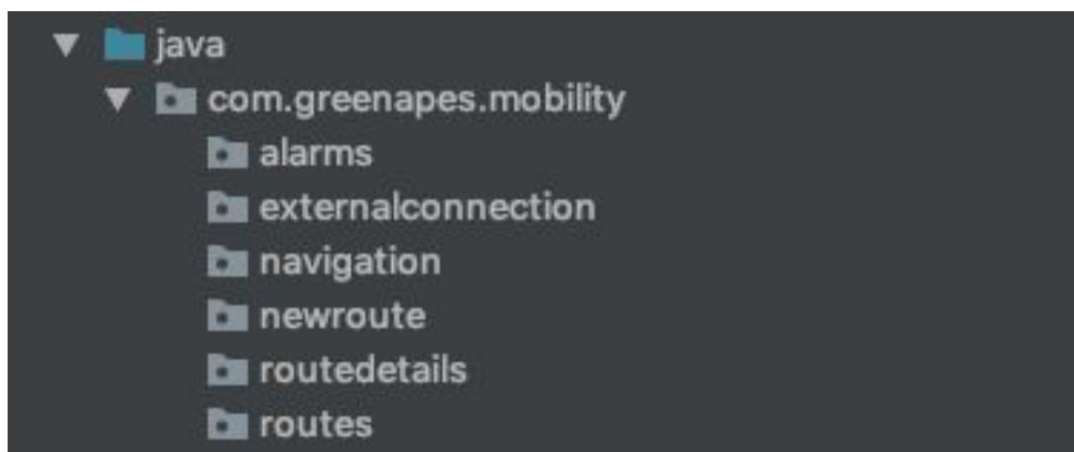 java
com.greenapes.mobility
alarms
externalconnection
navigation
newroute
routedetails
routes